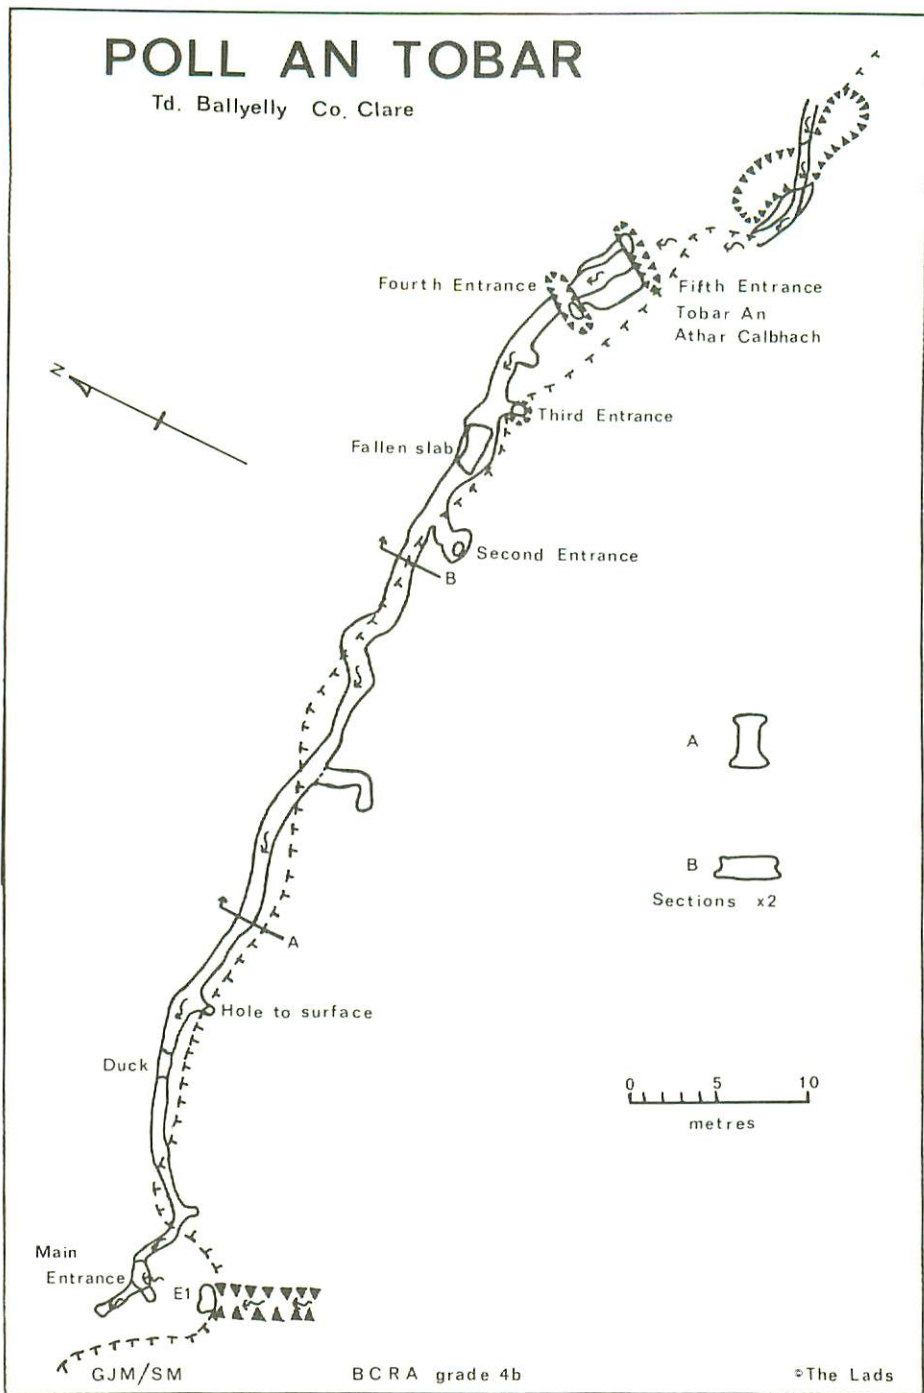 POLL AN TOBAR
Td. Ballyelly Co. Clare
Fourth Entrance
Fifth Entrance
Tobar An
Athar Calbhach
N
Third Entrance
Fallen slab
Second Entrance
B
A
B
Sections x2
A
Hole to surface
Duck
0 5 10
metres
Main
Entrance
E1
GJM/SM
BCRA grade 4b
©The Lads